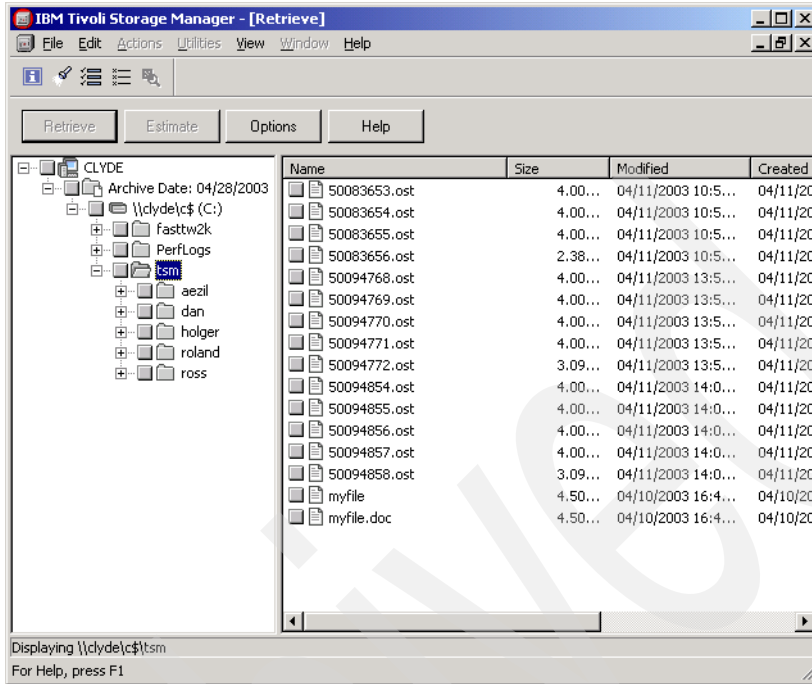 IBM Tivoli Storage Manager - [Retrieve]
File Edit Actions Utilities View Window Help
Retrieve Estimate Options Help
CLYDE
Archive Date: 04/28/2003
\\clyde\c$ (C:)
fasttw2k
PerfLogs
tsm
aezil
dan
holger
roland
ross
Name Size Modified Created
50083653.ost 4.00... 04/11/2003 10:5... 04/11/20
50083654.ost 4.00... 04/11/2003 10:5... 04/11/20
50083655.ost 4.00... 04/11/2003 10:5... 04/11/20
50083656.ost 2.38... 04/11/2003 10:5... 04/11/20
50094768.ost 4.00... 04/11/2003 13:5... 04/11/20
50094769.ost 4.00... 04/11/2003 13:5... 04/11/20
50094770.ost 4.00... 04/11/2003 13:5... 04/11/20
50094771.ost 4.00... 04/11/2003 13:5... 04/11/20
50094772.ost 3.09... 04/11/2003 13:5... 04/11/20
50094854.ost 4.00... 04/11/2003 14:0... 04/11/20
50094855.ost 4.00... 04/11/2003 14:0... 04/11/20
50094856.ost 4.00... 04/11/2003 14:0... 04/11/20
50094857.ost 4.00... 04/11/2003 14:0... 04/11/20
50094858.ost 3.09... 04/11/2003 14:0... 04/11/20
myfile 4.50... 04/10/2003 16:4... 04/10/20
myfile.doc 4.50... 04/10/2003 16:4... 04/10/20
Displaying \\clyde\c$\tsm
For Help, press F1